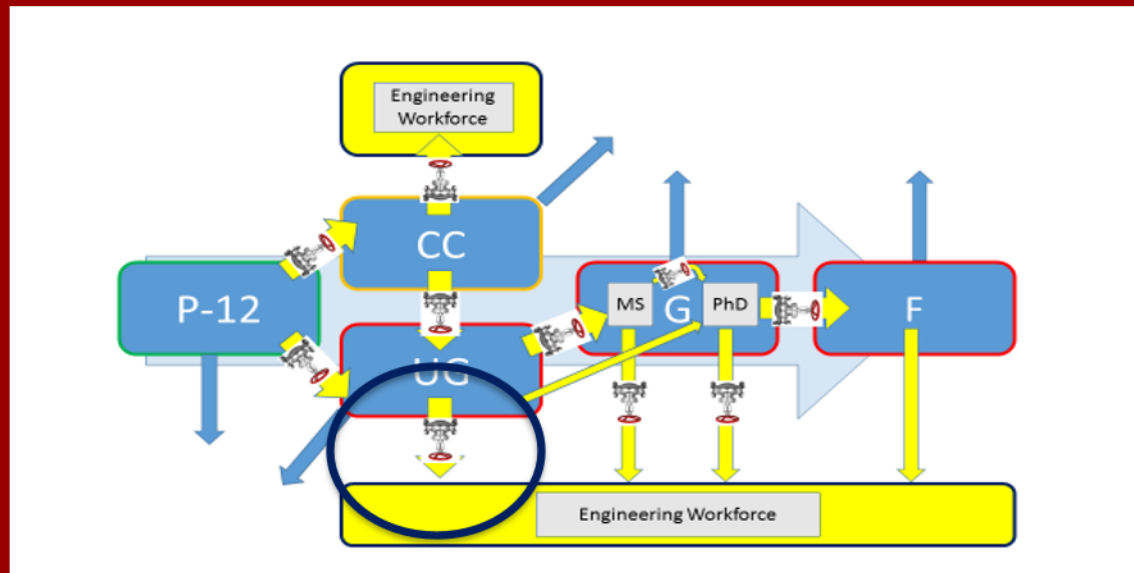 Engineering
Workforce
CC
P-12
MS
G
PhD
F
UG
Engineering Workforce